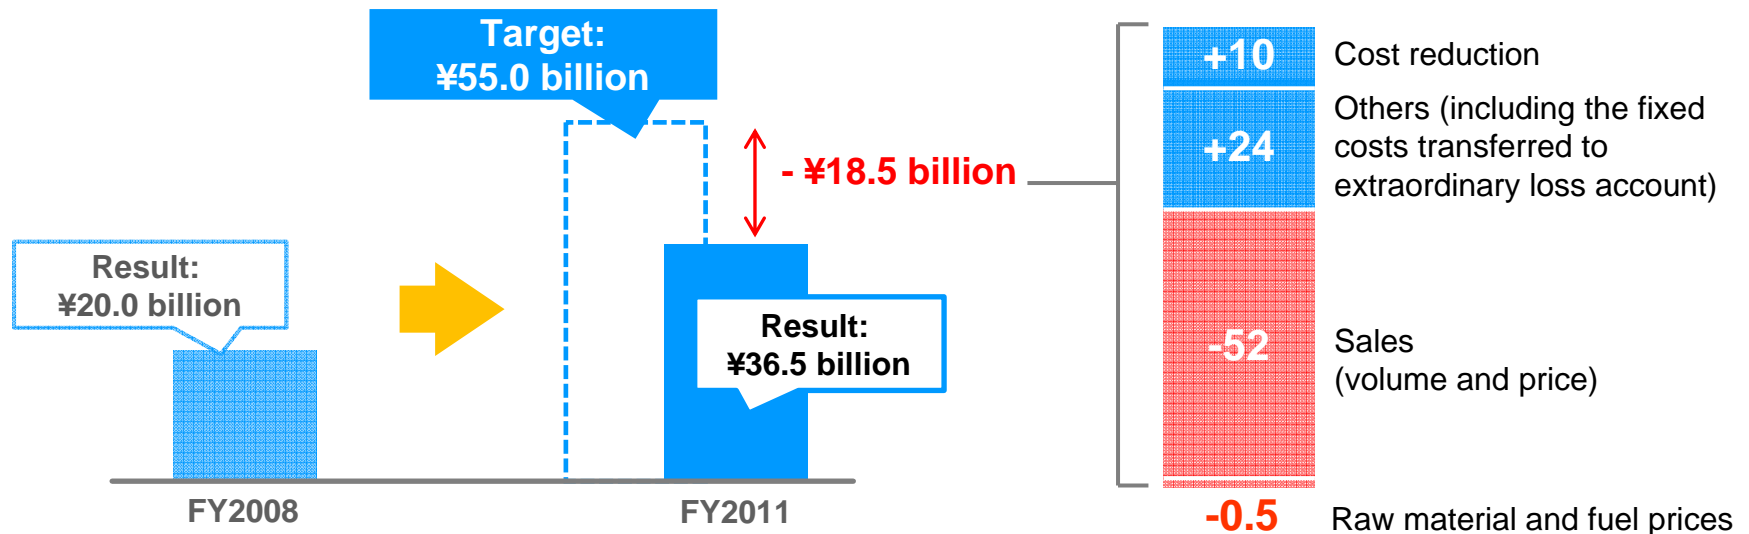 Target:
¥55.0 billion
- ¥18.5 billion
Result:
¥20.0 billion
Result:
¥36.5 billion
FY2008
FY2011
+10
Cost reduction
+24
Others (including the fixed
costs transferred to
extraordinary loss account)
-52
Sales
(volume and price)
-0.5
Raw material and fuel prices